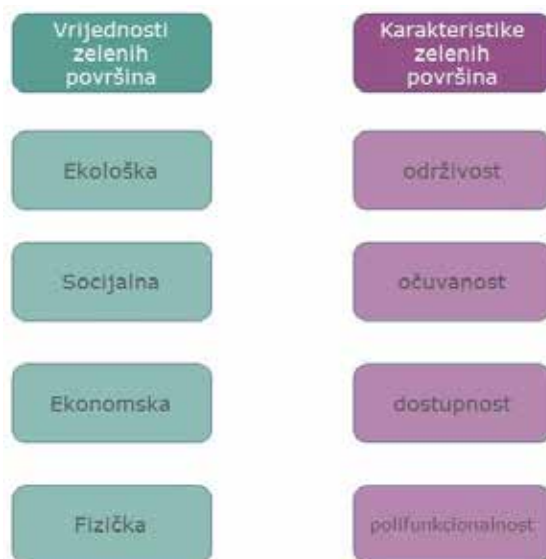 Vrijednosti
zelenih
površina
Karakteristike
zelenih
površina
Ekološka
održivost
Socijalna
očuvanost
Ekonomska
dostupnost
Fizička
polifunkcionalnost